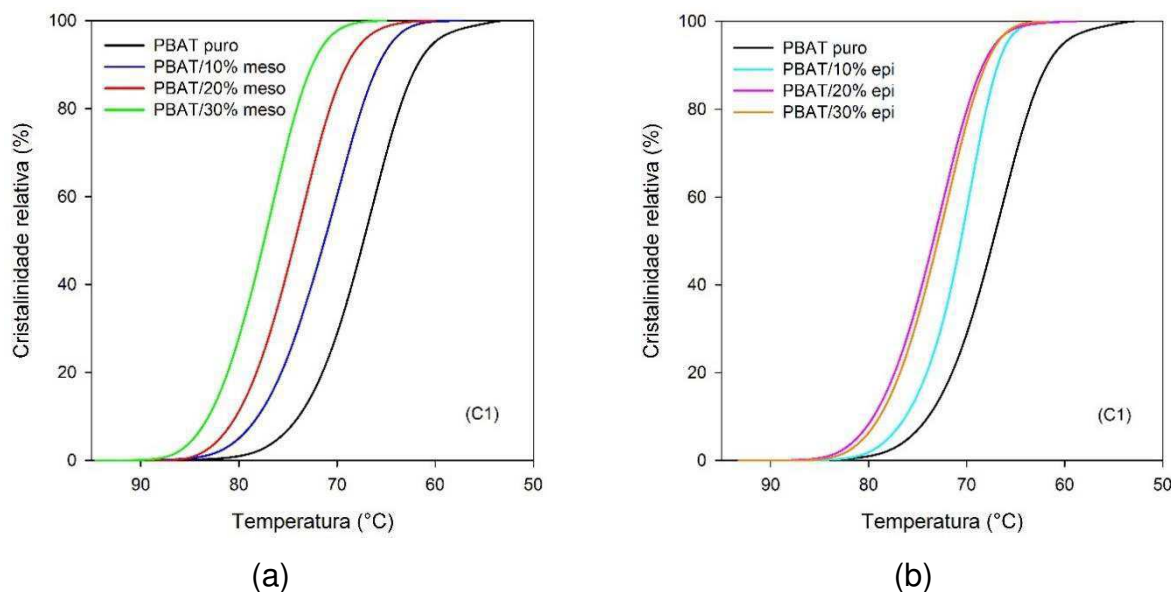 100
80
60
40
20
0
Cristalinidade relativa (%)
PBAT puro
PBAT/10% meso
PBAT/20% meso
PBAT/30% meso
(C1)
90 80 70 60 50
Temperatura (°C)
(a)
100
80
60
40
20
0
Cristalinidade relativa (%)
PBAT puro
PBAT/10% epi
PBAT/20% epi
PBAT/30% epi
(C1)
90 80 70 60 50
Temperatura (°C)
(b)